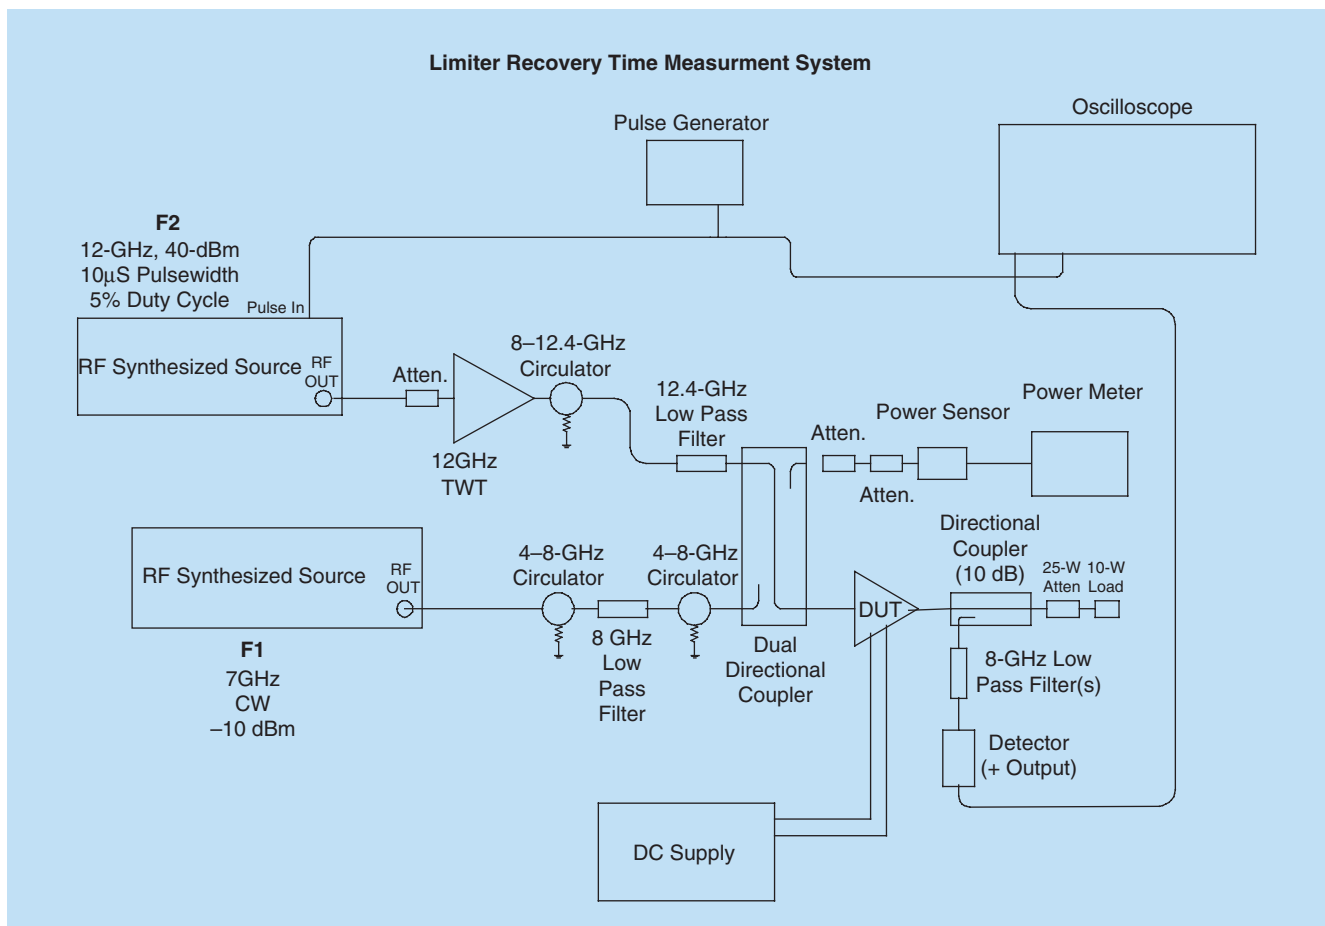 Limiter Recovery Time Measurment System
Pulse Generator
Oscilloscope
F2
12-GHz, 40-dBm
10μS Pulsewidth
5% Duty Cycle
Pulse In
RF Synthesized Source
RF
OUT
Atten.
8–12.4-GHz
Circulator
12GHz
TWT
12.4-GHz
Low Pass
Filter
Atten.
Atten.
Power Sensor
Power Meter
RF Synthesized Source
RF
OUT
F1
7GHz
CW
–10 dBm
4–8-GHz
Circulator
8 GHz
Low
Pass
Filter
4–8-GHz
Circulator
Dual
Directional
Coupler
DUT
Directional
Coupler
(10 dB)
25-W
Atten
10-W
Load
8-GHz Low
Pass Filter(s)
Detector
(+ Output)
DC Supply